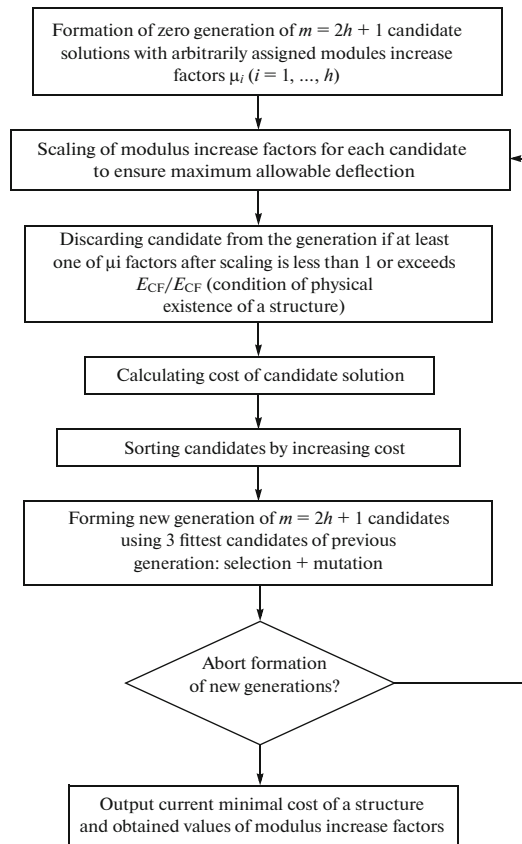 Formation of zero generation of m = 2h + 1 candidate
solutions with arbitrarily assigned modules increase
factors μi (i = 1, ..., h)
Scaling of modulus increase factors for each candidate
to ensure maximum allowable deflection
Discarding candidate from the generation if at least
one of μi factors after scaling is less than 1 or exceeds
ECF/ECF (condition of physical
existence of a structure)
Calculating cost of candidate solution
Sorting candidates by increasing cost
Forming new generation of m = 2h + 1 candidates
using 3 fittest candidates of previous
generation: selection + mutation
Abort formation
of new generations?
Output current minimal cost of a structure
and obtained values of modulus increase factors